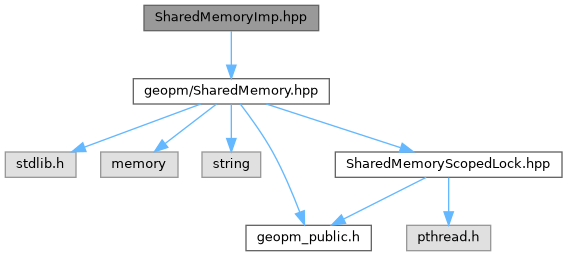 SharedMemoryImp.hpp
geopm/SharedMemory.hpp
stdlib.h
memory
string
SharedMemoryScopedLock.hpp
geopm_public.h
pthread.h